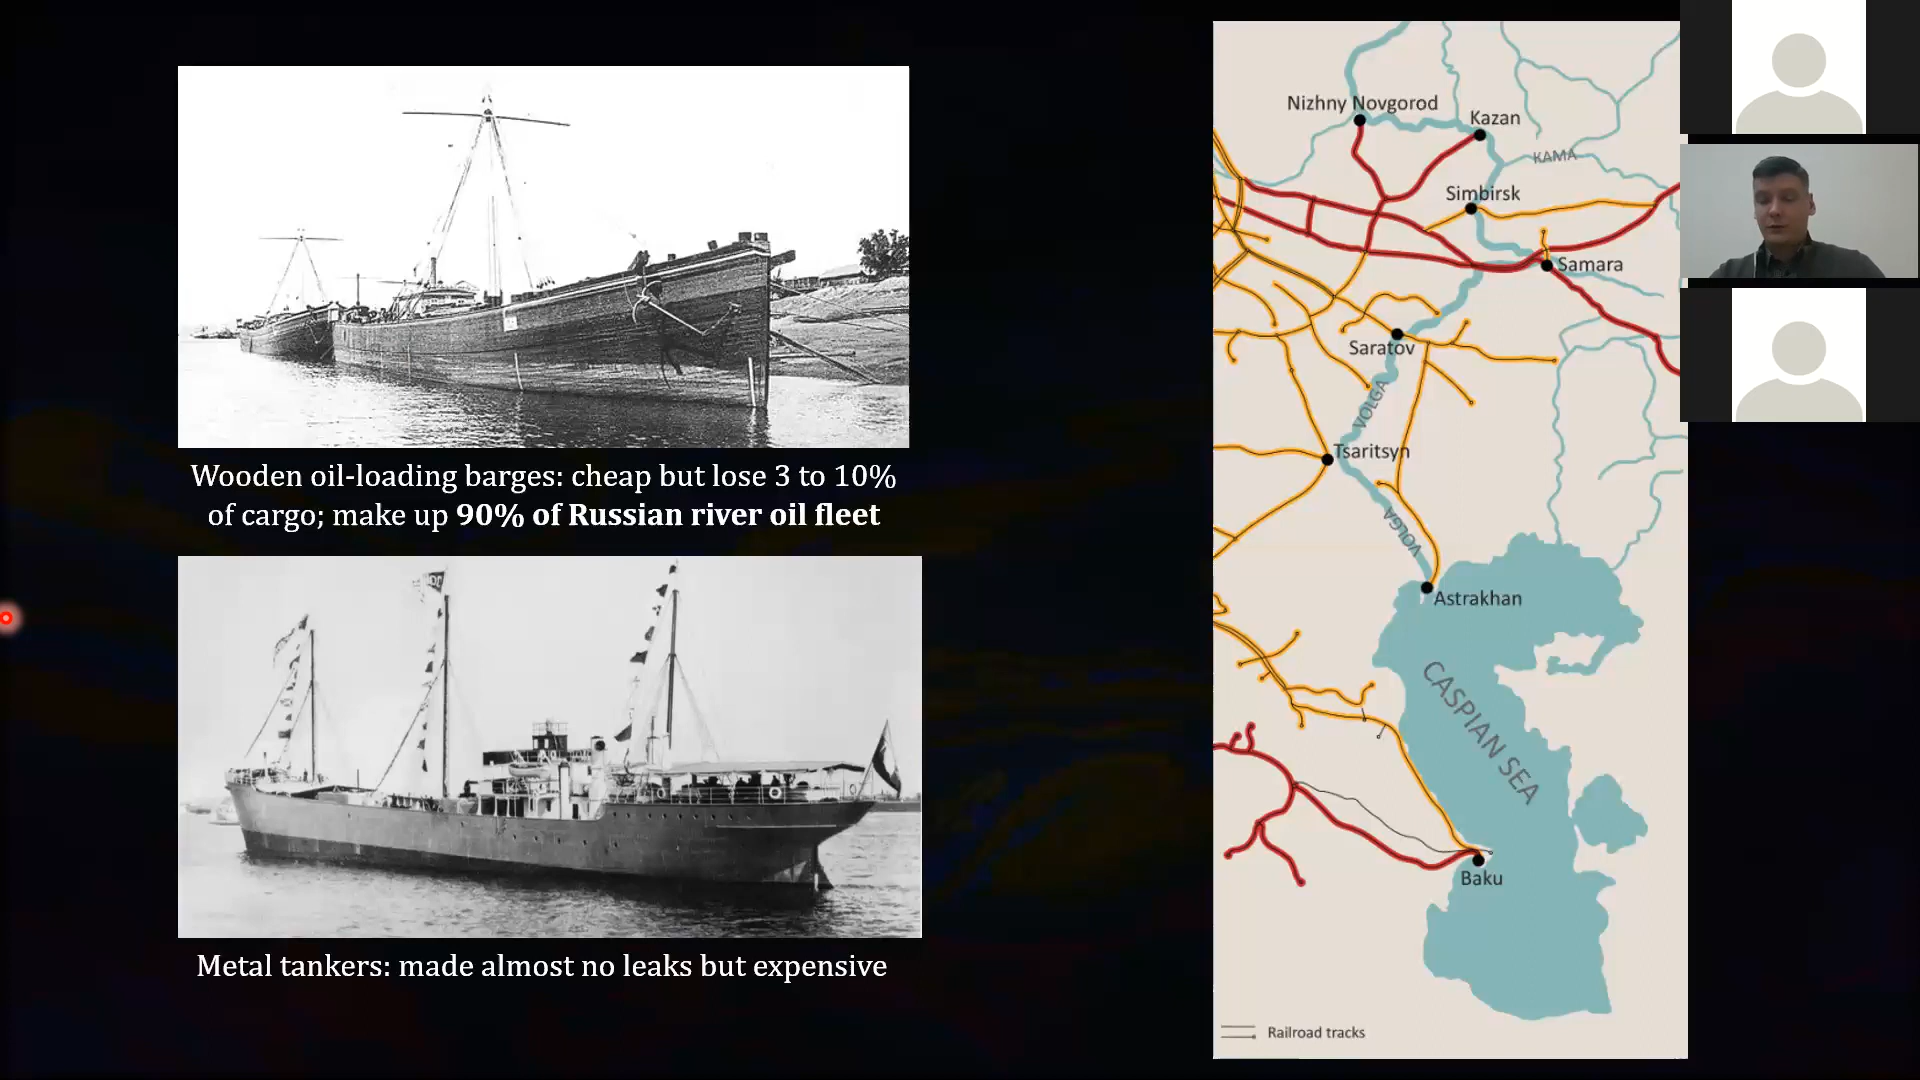 Wooden oil-loading barges: cheap but lose 3 to 10%
of cargo; make up 90% of Russian river oil fleet
Metal tankers: made almost no leaks but expensive
Nizhny Novgorod
Kazan
KAMA
Simbirsk
Samara
Saratov
VOLGA
Tsaritsyn
VOLGA
Astrakhan
CASPIAN SEA
Baku
Railroad tracks